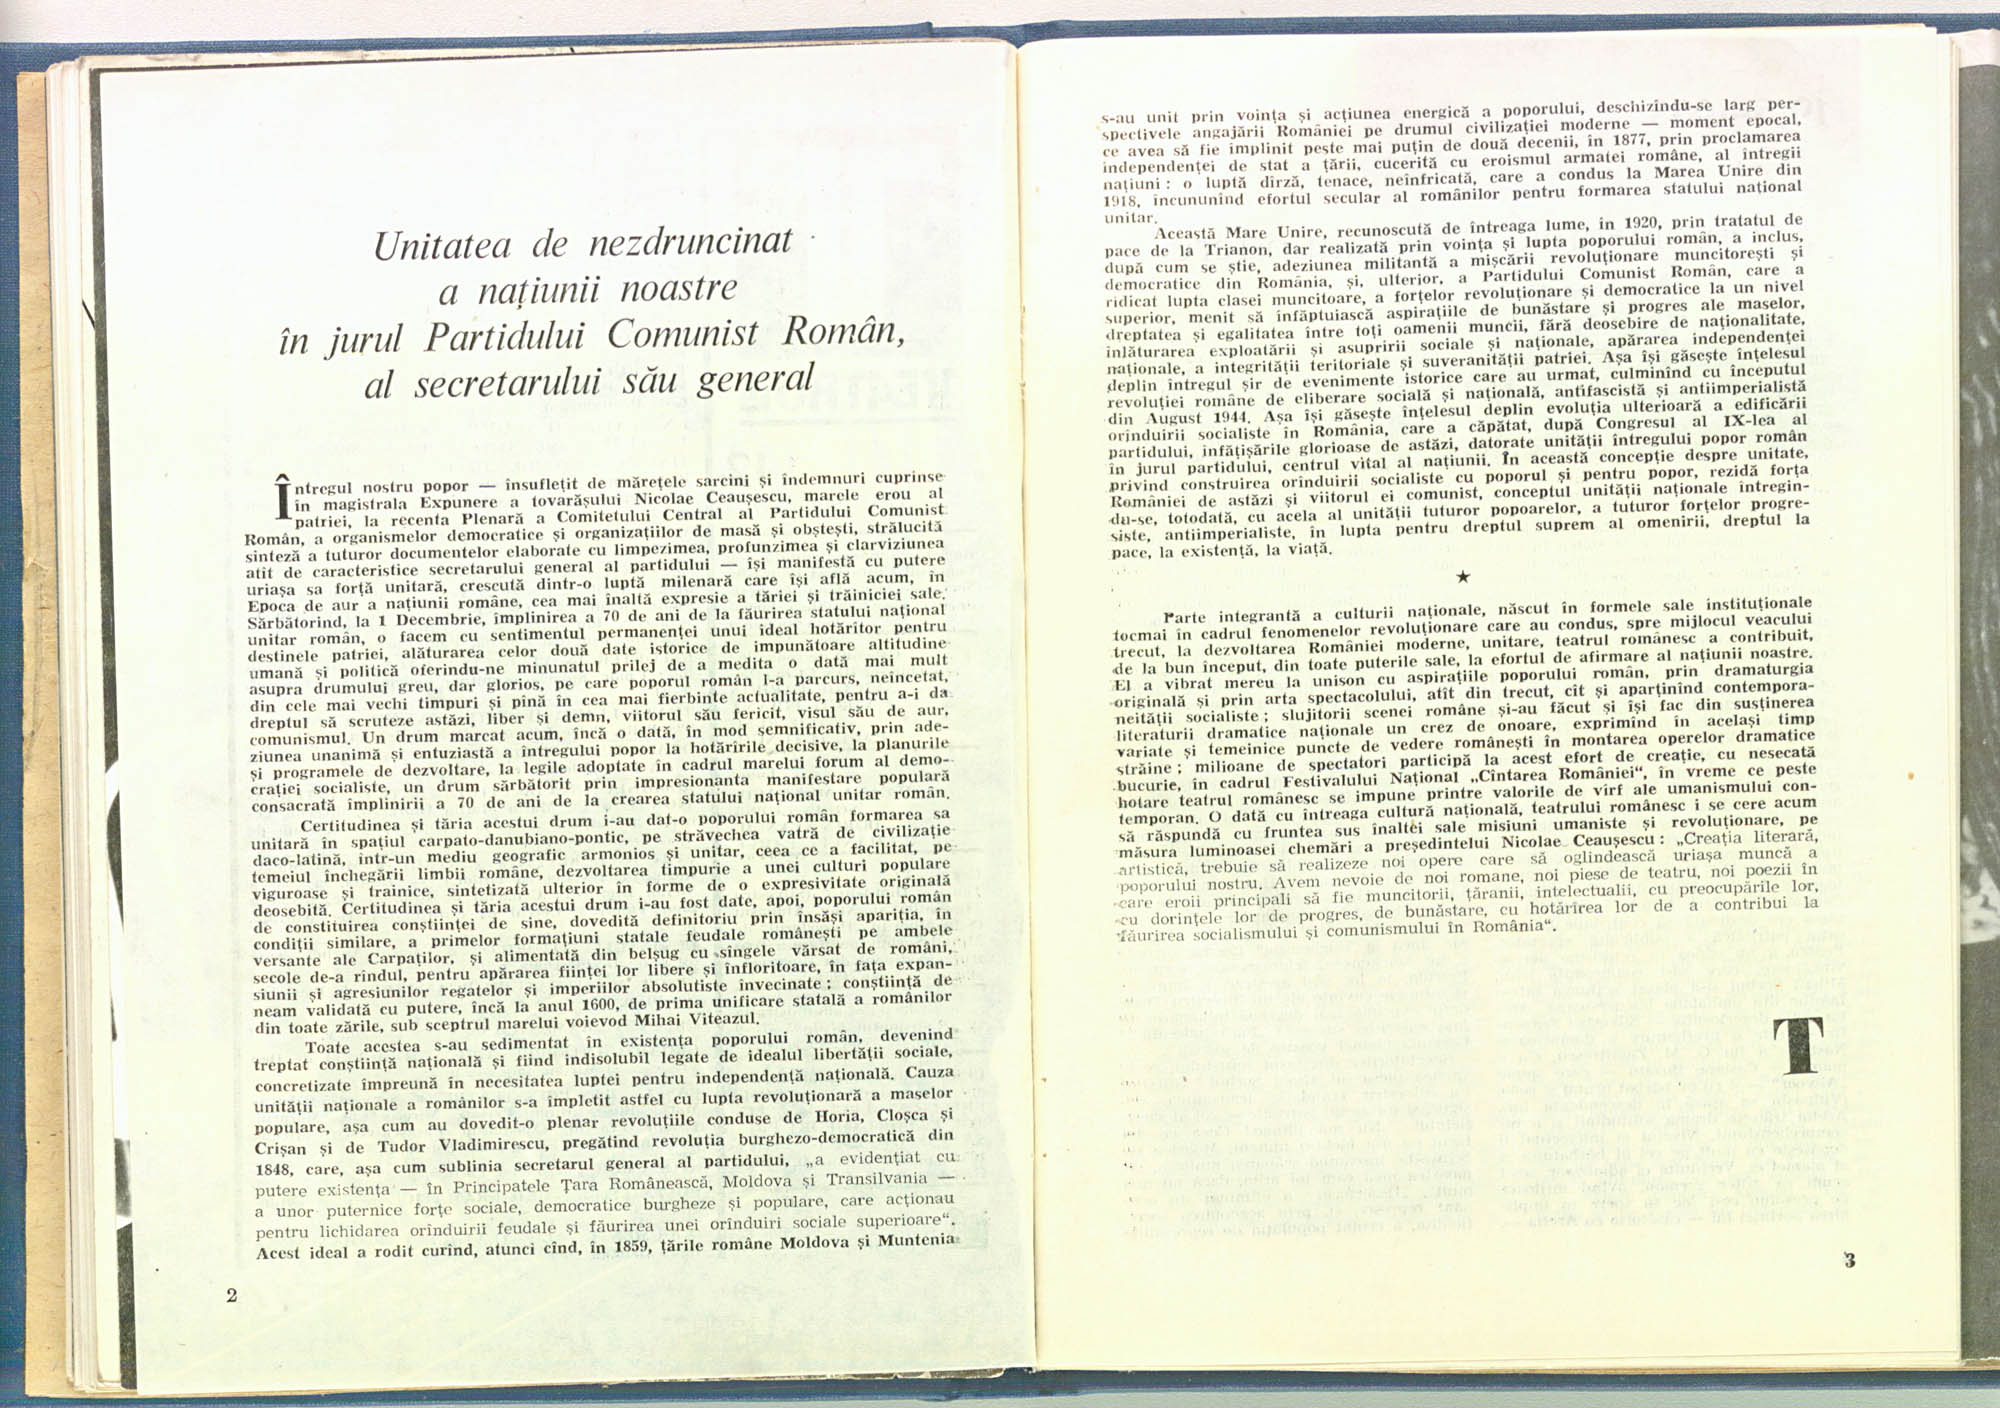 Unitatea de nezdruncinat
a națiunii noastre
în jurul Partidului Comunist Român,
al secretarului său general
Întregul nostru popor — însuflețit de mărețele sarcini și îndemnuri cuprinse
în magistrala Expunere a tovarășului Nicolae Ceaușescu, marele erou al
patriei, la recenta Plenară a Comitetului Central al Partidului Comunist
Român, a organismelor democratice și organizațiilor de masă și obștești, strălucită
sinteză a tuturor documentelor elaborate cu limpezimea, profunzimea și clarviziunea
atît de caracteristice secretarului general al partidului — își manifestă cu putere
uriașa sa forță unitară, crescută dintr-o luptă milenară care își află acum, în
Epoca de aur a națiunii române, cea mai înaltă expresie a tăriei și trăiniciei sale.
Sărbătorind, la 1 Decembrie, împlinirea a 70 de ani de la făurirea statului național
unitar român, o facem cu sentimentul permanenței unui ideal hotărîtor pentru
destinele patriei, alăturarea celor două date istorice de impunătoare altitudine
umană și politică oferindu-ne minunatul prilej de a medita o dată mai mult
asupra drumului greu, dar glorios, pe care poporul român l-a parcurs, neîncetat,
din cele mai vechi timpuri și pînă în cea mai fierbinte actualitate, pentru a-i da
dreptul să scruteze astăzi, liber și demn, viitorul său fericit, visul său de aur,
comunismul. Un drum marcat acum, încă o dată, în mod semnificativ, prin ade-
ziunea unanimă și entuziastă a întregului popor la hotărîrile decisive, la planurile
și programele de dezvoltare, la legile adoptate în cadrul marelui forum al demo-
crației socialiste, un drum sărbătorit prin impresionanta manifestare populară
consacrată împlinirii a 70 de ani de la crearea statului național unitar român.
Certitudinea și tăria acestui drum i-au dat-o poporului român formarea sa
unitară în spațiul carpato-danubiano-pontic, pe străvechea vatră de civilizație
daco-latină, într-un mediu geografic armonios și unitar, ceea ce a facilitat, pe
temeiul închegării limbii române, dezvoltarea timpurie a unei culturi populare
viguroase și trainice, sintetizată ulterior în forme de o expresivitate originală
deosebită. Certitudinea și tăria acestui drum i-au fost date, apoi, poporului român
de constituirea conștiinței de sine, dovedită definitoriu prin însăși apariția, în
condiții similare, a primelor formațiuni statale feudale românești pe ambele
versante ale Carpaților, și alimentată din belșug cu sîngele vărsat de români,
secole de-a rîndul, pentru apărarea ființei lor libere și înfloritoare, în fața expan-
siunii și agresiunilor regatelor și imperiilor absolutiste învecinate ; conștiință de
neam validată cu putere, încă la anul 1600, de prima unificare statală a românilor
din toate zările, sub sceptrul marelui voievod Mihai Viteazul.
Toate acestea s-au sedimentat în existența poporului român, devenind
treptat conștiință națională și fiind indisolubil legate de idealul libertății sociale,
concretizate împreună în necesitatea luptei pentru independență națională. Cauza
unității naționale a românilor s-a împletit astfel cu lupta revoluționară a maselor
populare, așa cum au dovedit-o plenar revoluțiile conduse de Horia, Cloșca și
Crișan și de Tudor Vladimirescu, pregătind revoluția burghezo-democratică din
1848, care, așa cum sublinia secretarul general al partidului, „a evidențiat cu
putere existența — în Principatele Țara Românească, Moldova și Transilvania —
a unor puternice forțe sociale, democratice burgheze și populare, care acționau
pentru lichidarea orînduirii feudale și făurirea unei orînduiri sociale superioare“.
Acest ideal a rodit curînd, atunci cînd, în 1859, țările române Moldova și Muntenia
2
s-au unit prin voința și acțiunea energică a poporului, deschizîndu-se larg per-
spectivele angajării României pe drumul civilizației moderne — moment epocal,
ce avea să fie împlinit peste mai puțin de două decenii, în 1877, prin proclamarea
independenței de stat a țării, cucerită cu eroismul armatei române, al întregii
națiuni : o luptă dîrză, tenace, neînfricată, care a condus la Marea Unire din
1918, încununînd efortul secular al românilor pentru formarea statului național
unitar.
Această Mare Unire, recunoscută de întreaga lume, în 1920, prin tratatul de
pace de la Trianon, dar realizată prin voința și lupta poporului român, a inclus,
după cum se știe, adeziunea militantă a mișcării revoluționare muncitorești și
democratice din România, și, ulterior, a Partidului Comunist Român, care a
ridicat lupta clasei muncitoare, a forțelor revoluționare și democratice la un nivel
superior, menit să înfăptuiască aspirațiile de bunăstare și progres ale maselor,
dreptatea și egalitatea între toți oamenii muncii, fără deosebire de naționalitate,
înlăturarea exploatării și asupririi sociale și naționale, apărarea independenței
naționale, a integrității teritoriale și suveranității patriei. Așa își găsește înțelesul
deplin întregul șir de evenimente istorice care au urmat, culminînd cu începutul
revoluției române de eliberare socială și națională, antifascistă și antiimperialistă
din August 1944. Așa își găsește înțelesul deplin evoluția ulterioară a edificării
orînduirii socialiste în România, care a căpătat, după Congresul al IX-lea al
partidului, înfățișările glorioase de astăzi, datorate unității întregului popor român
în jurul partidului, centrul vital al națiunii. În această concepție despre unitate,
privind construirea orînduirii socialiste cu poporul și pentru popor, rezidă forța
României de astăzi și viitorul ei comunist, conceptul unității naționale întregin-
du-se, totodată, cu acela al unității tuturor popoarelor, a tuturor forțelor progre-
siste, antiimperialiste, în lupta pentru dreptul suprem al omenirii, dreptul la
pace, la existență, la viață.
★
Parte integrantă a culturii naționale, născut în formele sale instituționale
tocmai în cadrul fenomenelor revoluționare care au condus, spre mijlocul veacului
trecut, la dezvoltarea României moderne, unitare, teatrul românesc a contribuit,
de la bun început, din toate puterile sale, la efortul de afirmare al națiunii noastre.
El a vibrat mereu la unison cu aspirațiile poporului român, prin dramaturgia
originală și prin arta spectacolului, atît din trecut, cît și aparținînd contempora-
neității socialiste ; slujitorii scenei române și-au făcut și își fac din susținerea
literaturii dramatice naționale un crez de onoare, exprimînd în același timp
variate și temeinice puncte de vedere românești în montarea operelor dramatice
străine ; milioane de spectatori participă la acest efort de creație, cu nesecată
bucurie, în cadrul Festivalului Național „Cîntarea României“, în vreme ce peste
hotare teatrul românesc se impune printre valorile de vîrf ale umanismului con-
temporan. O dată cu întreaga cultură națională, teatrului românesc i se cere acum
să răspundă cu fruntea sus înaltei sale misiuni umaniste și revoluționare, pe
măsura luminoasei chemări a președintelui Nicolae Ceaușescu : „Creația literară,
artistică, trebuie să realizeze noi opere care să oglindească uriașa muncă a
poporului nostru. Avem nevoie de noi romane, noi piese de teatru, noi poezii în
care eroii principali să fie muncitorii, țăranii, intelectualii, cu preocupările lor,
cu dorințele lor de progres, de bunăstare, cu hotărîrea lor de a contribui la
făurirea socialismului și comunismului în România“.
T
3